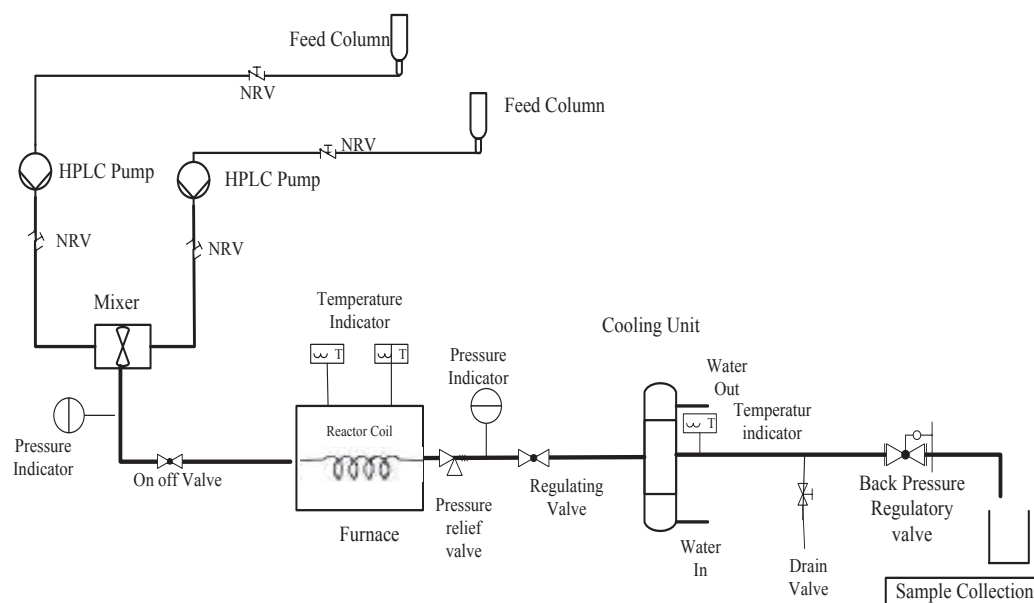 Feed Column
NRV
Feed Column
NRV
HPLC Pump
HPLC Pump
NRV
NRV
Mixer
Temperature
Indicator
ω T
ω T
Pressure
Indicator
Cooling Unit
Water
Out
Temperatur
indicator
ω T
Pressure
Indicator
On off Valve
Reactor Coil
Furnace
Pressure
relief
valve
Regulating
Valve
Water
In
Drain
Valve
Back Pressure
Regulatory
valve
Sample Collection